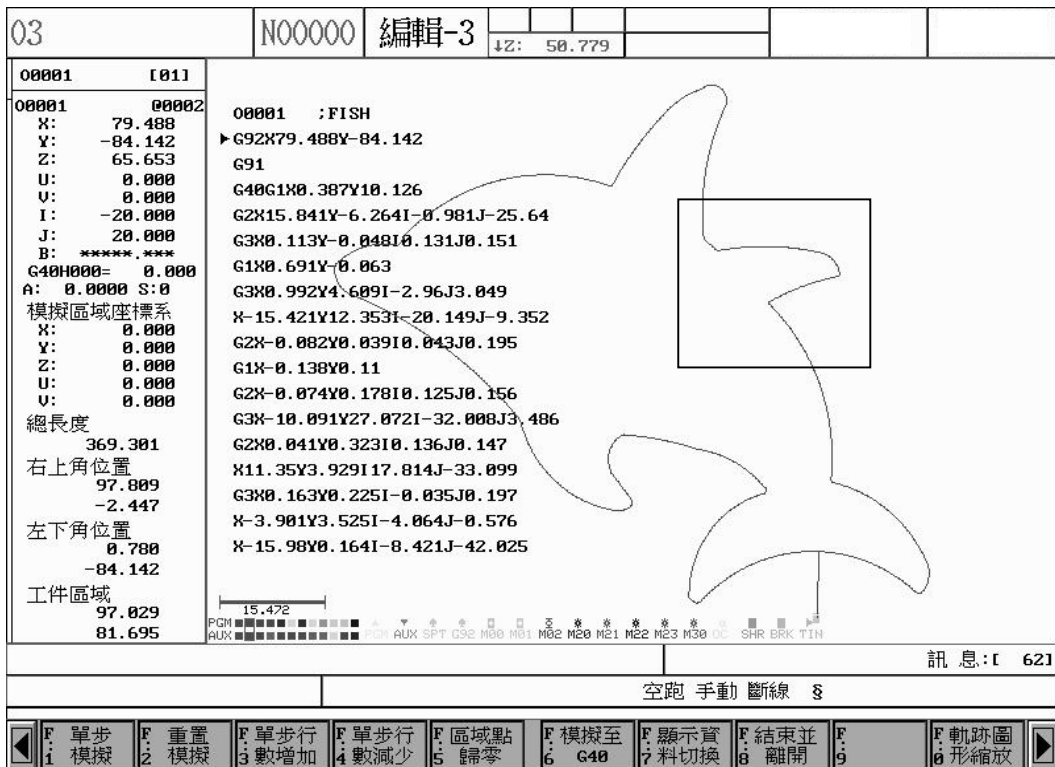 03
N00000
編輯-3
↓Z: 50.779
O0001 [01]
O0001 @0002
X: 79.488
Y: -84.142
Z: 65.653
U: 0.000
V: 0.000
I: -20.000
J: 20.000
B: *****.***
G40H000= 0.000
A: 0.0000 S:0
模擬區域座標系
X: 0.000
Y: 0.000
Z: 0.000
U: 0.000
V: 0.000
總長度
369.301
右上角位置
97.809
-2.447
左下角位置
0.780
-84.142
工件區域
97.029
81.695
O0001 ;FISH
G92X79.488Y-84.142
G91
G40G1X0.387Y10.126
G2X15.841Y-6.264I-0.981J-25.64
G3X0.113Y-0.048I0.131J0.151
G1X0.691Y-0.063
G3X0.992Y4.609I-2.96J3.049
X-15.421Y12.353I-20.149J-9.352
G2X-0.082Y0.039I0.043J0.195
G1X-0.138Y0.11
G2X-0.074Y0.178I0.125J0.156
G3X-10.091Y27.072I-32.008J3.486
G2X0.041Y0.323I0.136J0.147
X11.35Y3.929I17.814J-33.099
G3X0.163Y0.225I-0.035J0.197
X-3.901Y3.525I-4.064J-0.576
X-15.98Y0.164I-8.421J-42.025
15.472
PGM
AUX
PGM AUX SPT G92 M00 M01 M02 M20 M21 M22 M23 M30 OC SHR BRK TIN
訊 息:[ 62]
空跑 手動 斷線 §
F1 單步模擬
F2 重置模擬
F3 單步行數增加
F4 單步行數減少
F5 區域點歸零
F6 模擬至G40
F7 顯示資料切換
F8 結束並離開
F9
F0 軌跡圖形縮放